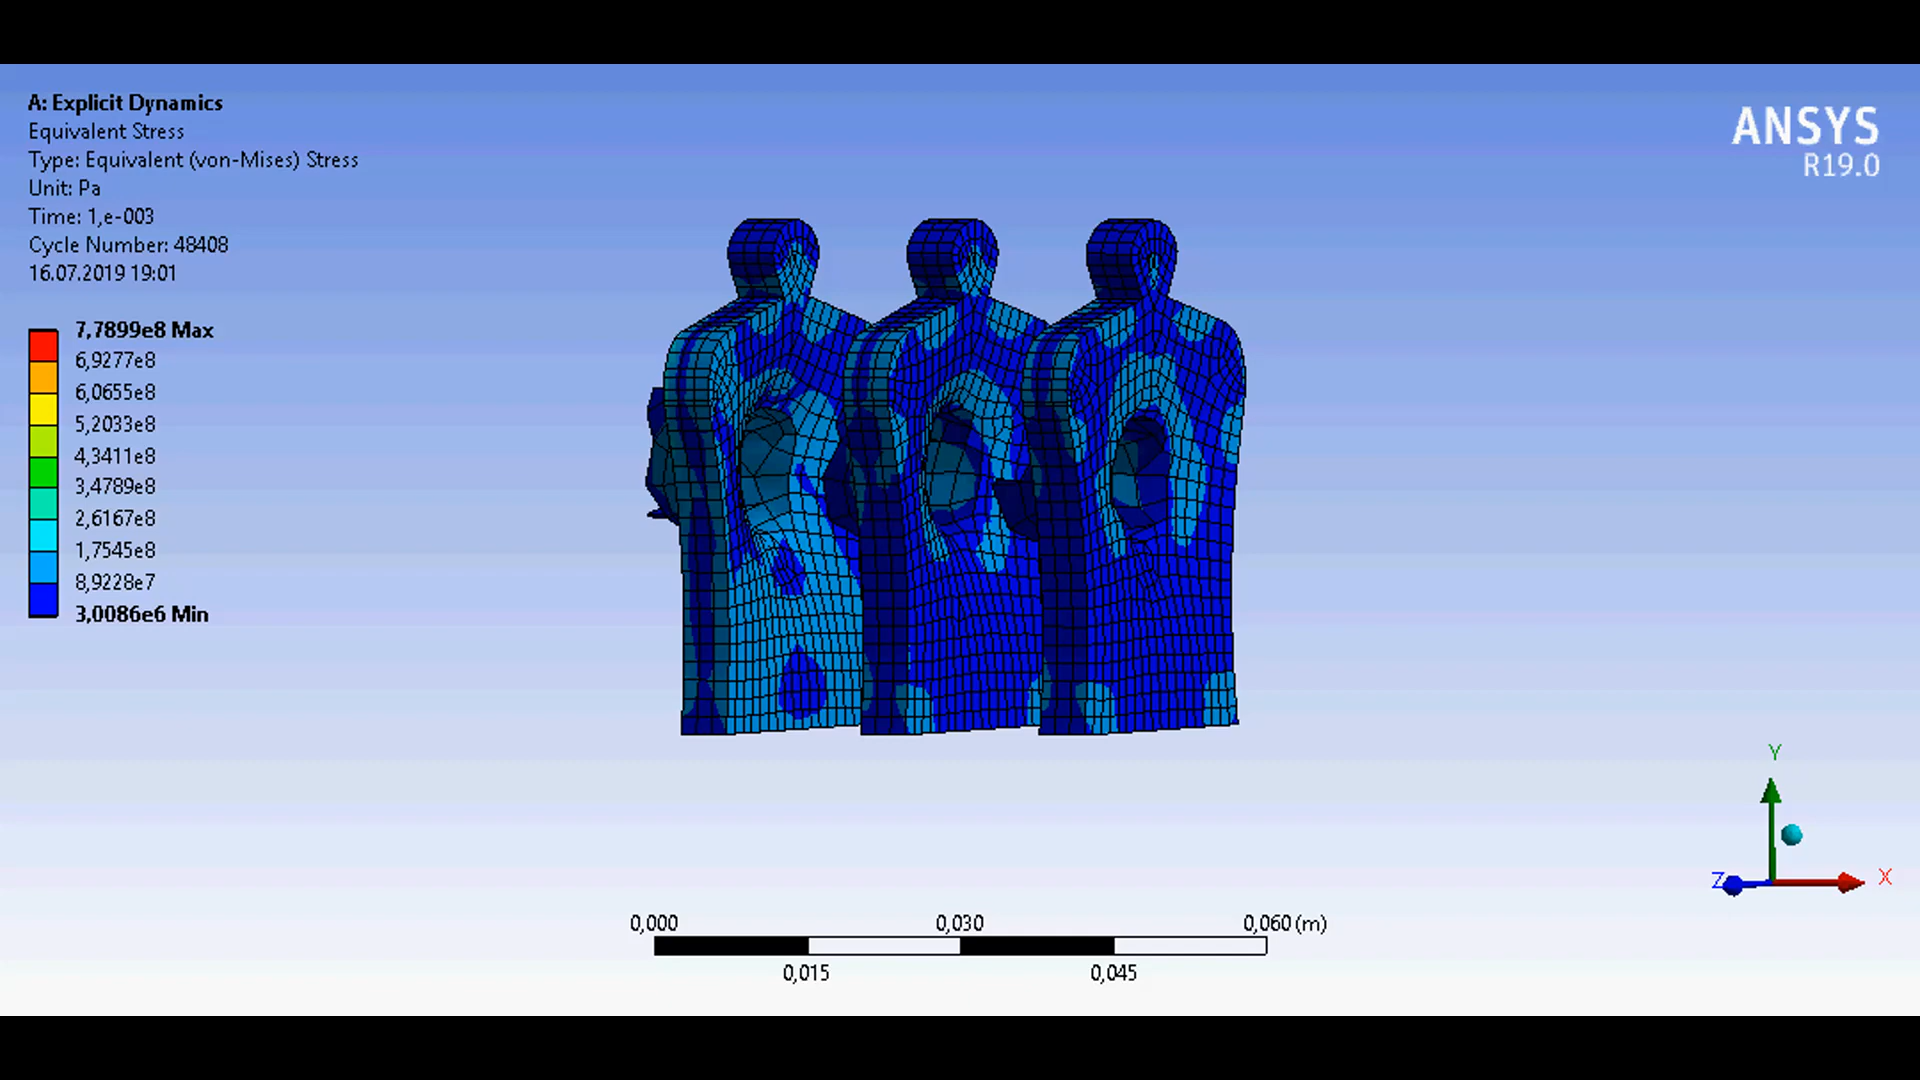 A: Explicit Dynamics
Equivalent Stress
Type: Equivalent (von-Mises) Stress
Unit: Pa
Time: 1,e-003
Cycle Number: 48408
16.07.2019 19:01
7,7899e8 Max
6,9277e8
6,0655e8
5,2033e8
4,3411e8
3,4789e8
2,6167e8
1,7545e8
8,9228e7
3,0086e6 Min
ANSYS
R19.0
Y
Z X
0,000 0,030 0,060 (m)
0,015 0,045